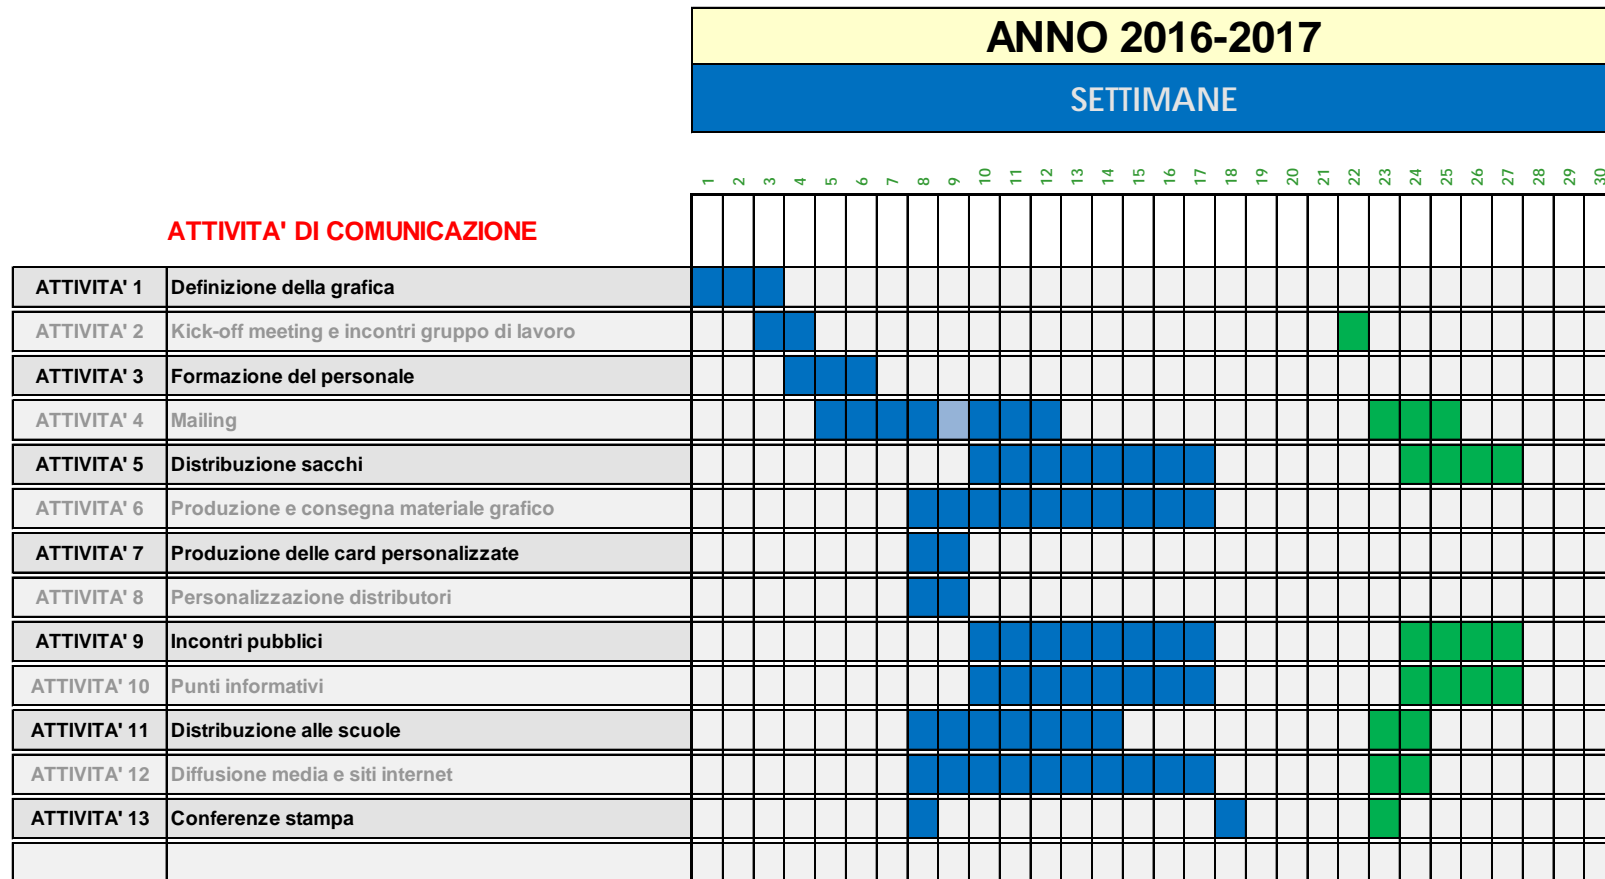 ANNO 2016-2017
SETTIMANE
1 2 3 4 5 6 7 8 9 10 11 12 13 14 15 16 17 18 19 20 21 22 23 24 25 26 27 28 29 30
ATTIVITA' DI COMUNICAZIONE
ATTIVITA' 1 Definizione della grafica
ATTIVITA' 2 Kick-off meeting e incontri gruppo di lavoro
ATTIVITA' 3 Formazione del personale
ATTIVITA' 4 Mailing
ATTIVITA' 5 Distribuzione sacchi
ATTIVITA' 6 Produzione e consegna materiale grafico
ATTIVITA' 7 Produzione delle card personalizzate
ATTIVITA' 8 Personalizzazione distributori
ATTIVITA' 9 Incontri pubblici
ATTIVITA' 10 Punti informativi
ATTIVITA' 11 Distribuzione alle scuole
ATTIVITA' 12 Diffusione media e siti internet
ATTIVITA' 13 Conferenze stampa